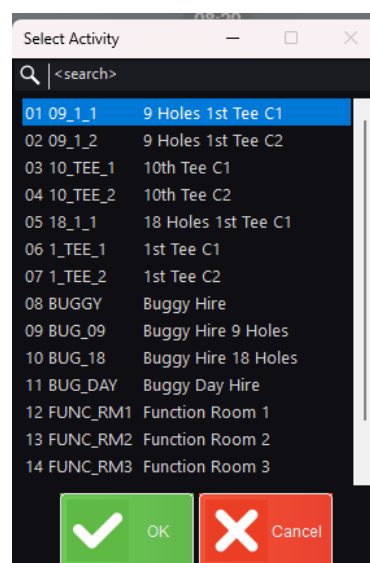 08:20
Select Activity
<search>
01 09_1_1 9 Holes 1st Tee C1
02 09_1_2 9 Holes 1st Tee C2
03 10_TEE_1 10th Tee C1
04 10_TEE_2 10th Tee C2
05 18_1_1 18 Holes 1st Tee C1
06 1_TEE_1 1st Tee C1
07 1_TEE_2 1st Tee C2
08 BUGGY Buggy Hire
09 BUG_09 Buggy Hire 9 Holes
10 BUG_18 Buggy Hire 18 Holes
11 BUG_DAY Buggy Day Hire
12 FUNC_RM1 Function Room 1
13 FUNC_RM2 Function Room 2
14 FUNC_RM3 Function Room 3
OK Cancel